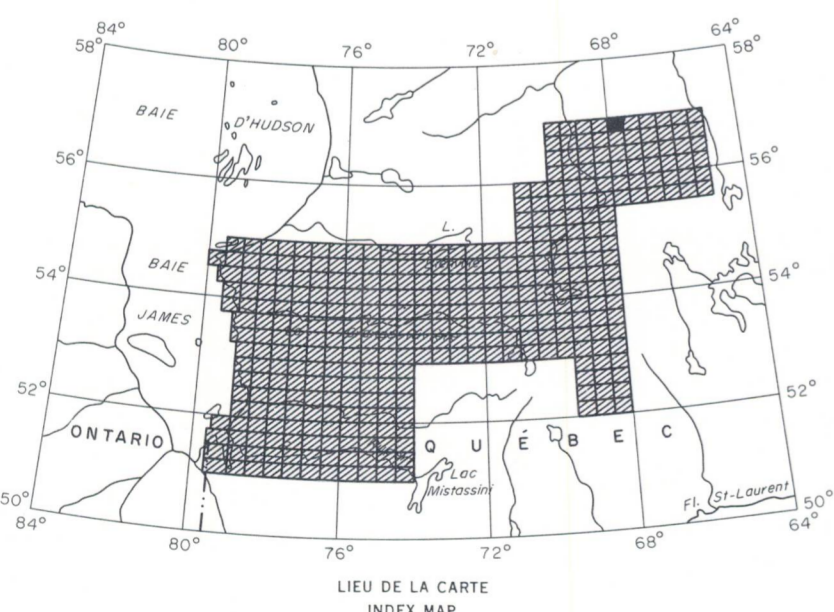 84° 80° 76° 72° 68° 64°
58° 58°
BAIE D'HUDSON
56° 56°
L.
BAIE
54° 54°
JAMES
52° 52°
ONTARIO QUÉBEC
Lac
Mistassini
Fl. St-Laurent
50° 50°
84° 80° 76° 72° 68° 64°
LIEU DE LA CARTE
INDEX MAP